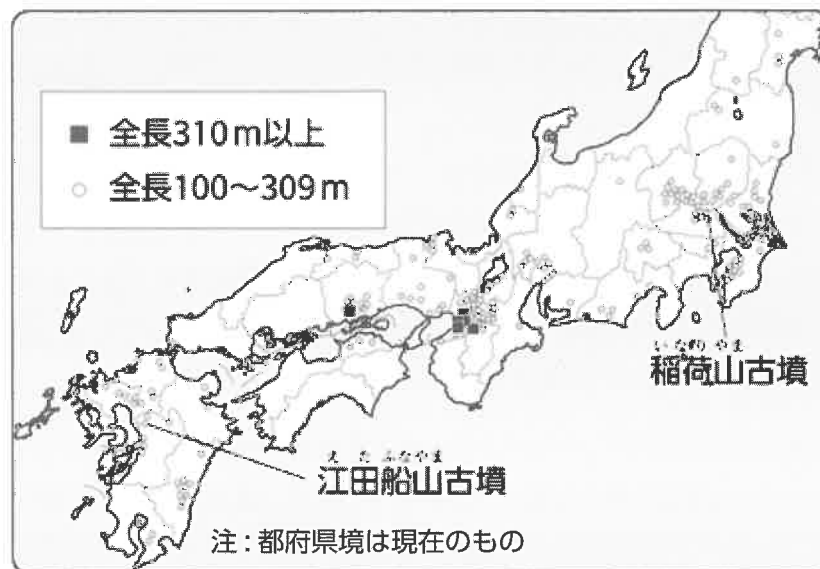 全長310m以上
全長100〜309m
いなりやま
稲荷山古墳
えたふなやま
江田船山古墳
注:都府県境は現在のもの